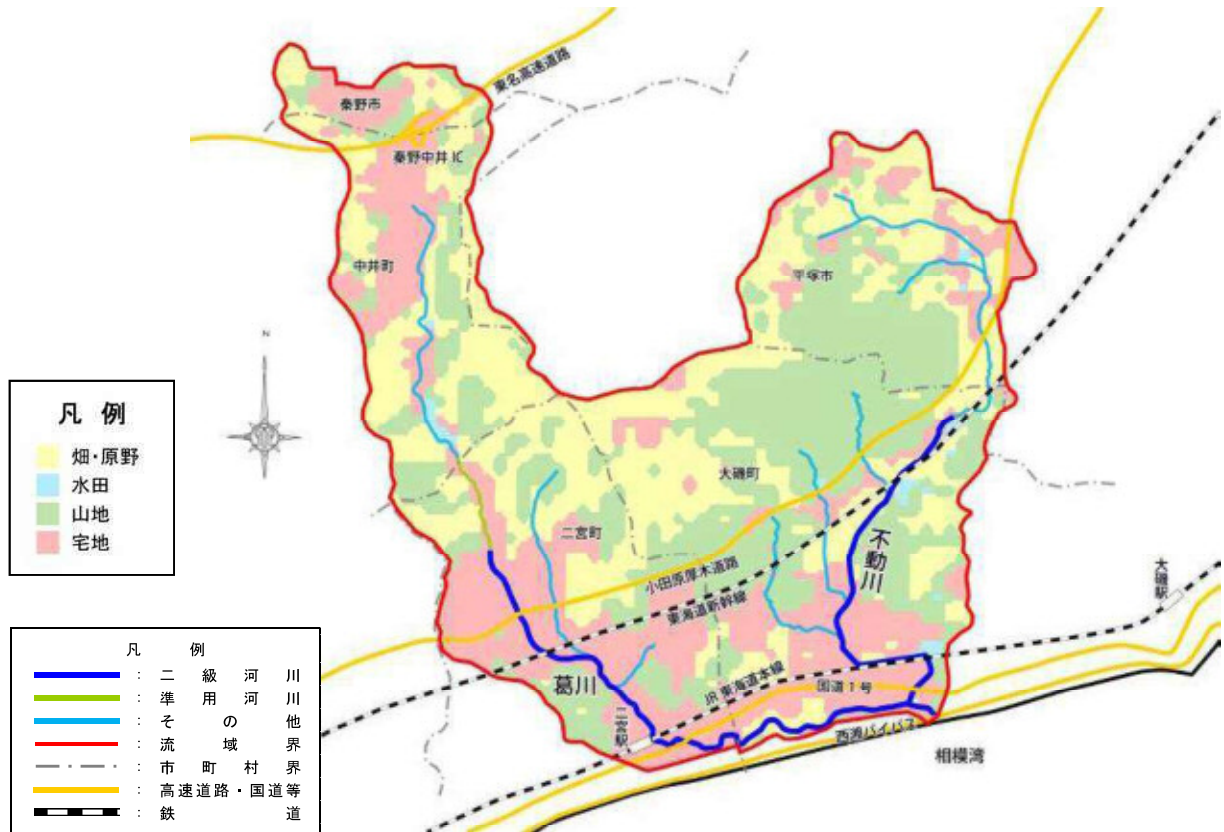 東名高速道路
秦野市
秦野中井IC
中井町
平塚市
N
大磯町
二宮町
不動川
小田原厚木道路
東海道新幹線
大磯駅
葛川
JR東海道本線
国道1号
二宮駅
西湘バイパス
相模湾
凡例
畑・原野
水田
山地
宅地
凡例
：二級河川
：準用河川
：その他
：流域界
：市町村界
：高速道路・国道等
：鉄道